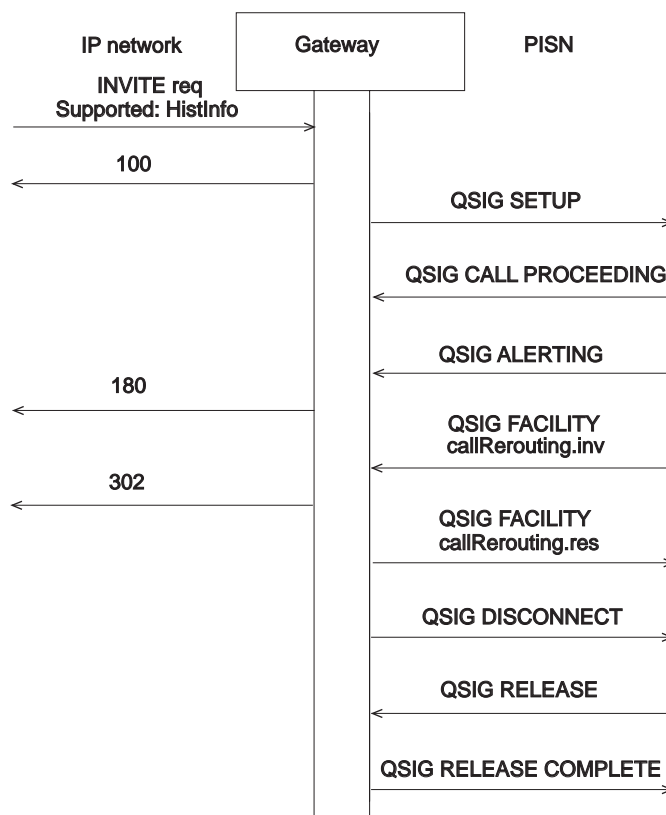 IP network
Gateway
PISN
INVITE req
Supported: HistInfo
100
QSIG SETUP
QSIG CALL PROCEEDING
QSIG ALERTING
180
QSIG FACILITY
callRerouting.inv
302
QSIG FACILITY
callRerouting.res
QSIG DISCONNECT
QSIG RELEASE
QSIG RELEASE COMPLETE